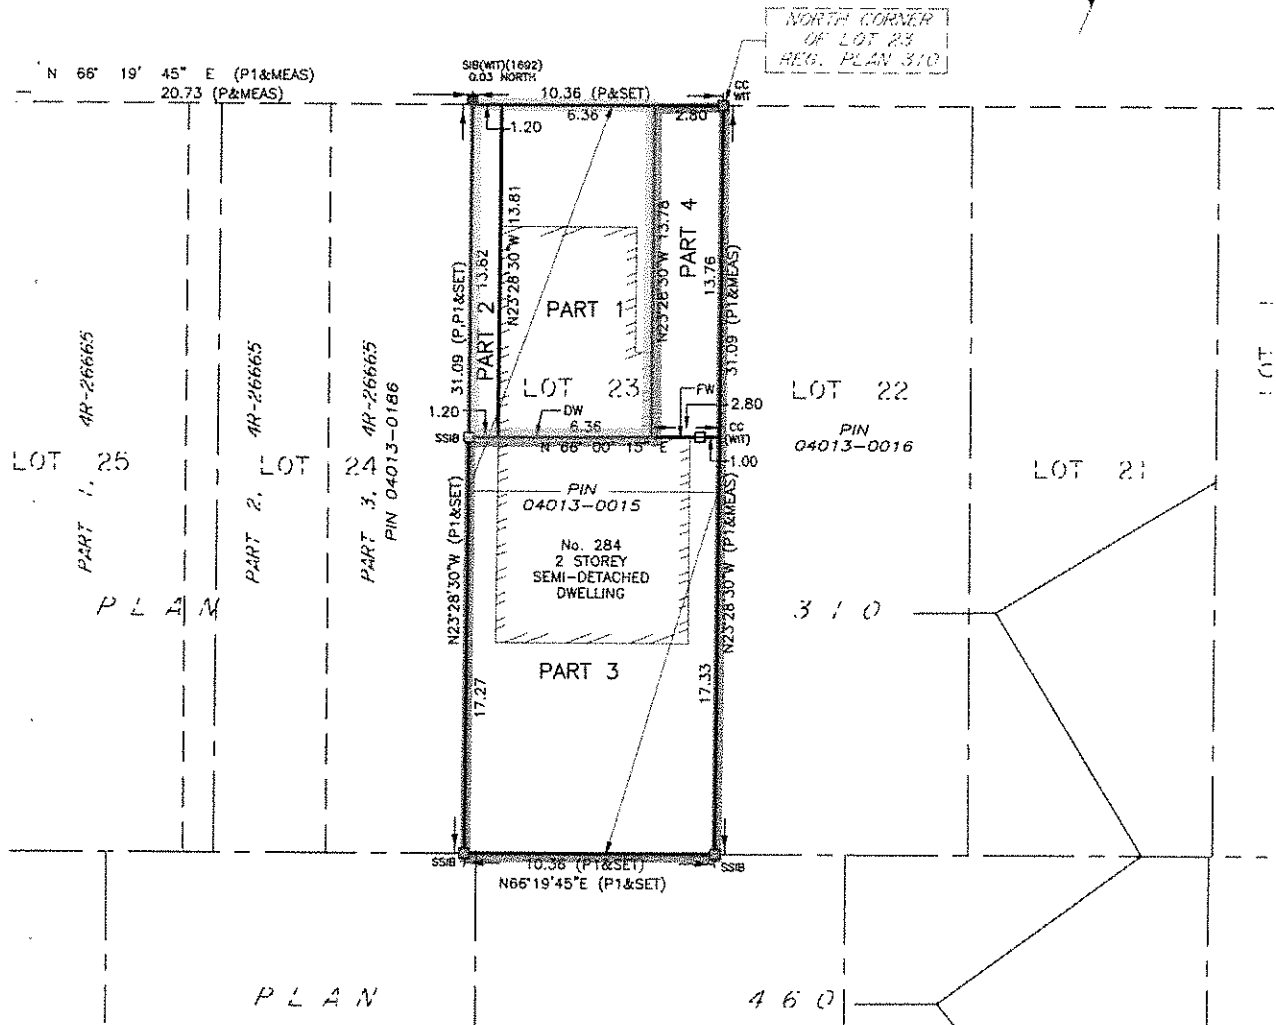 NORTH CORNER
OF LOT 23
REG. PLAN 310
N 66° 19' 45" E (P1&MEAS)
20.73 (P&MEAS)
SIB(WIT)(1692)
0.03 NORTH
10.36 (P&SET)
CC
WIT
6.36
2.80
1.20
N23°28'30"W 13.81
13.62
PART 2
31.09 (P,P1&SET)
PART 1
N23°28'30"W 13.78
PART 4
13.76
31.09 (P1&MEAS)
LOT 23
LOT 22
PIN
04013-0016
FW
2.80
1.20
DW
6.36
SSIB
N 66° 00' 15" E
CC
(WIT)
1.00
LOT 25
PART 1, 4R-26665
LOT 24
PART 2, 4R-26665
PART 3, 4R-26665
PIN 04013-0186
LOT 21
LOT
PIN
04013-0015
No. 284
2 STOREY
SEMI-DETACHED
DWELLING
N23°28'30"W (P1&SET)
N23°28'30"W (P1&MEAS)
PLAN
310
PART 3
17.27
17.33
SSIB
10.36 (P1&SET)
SSIB
N66°19'45"E (P1&SET)
PLAN
460